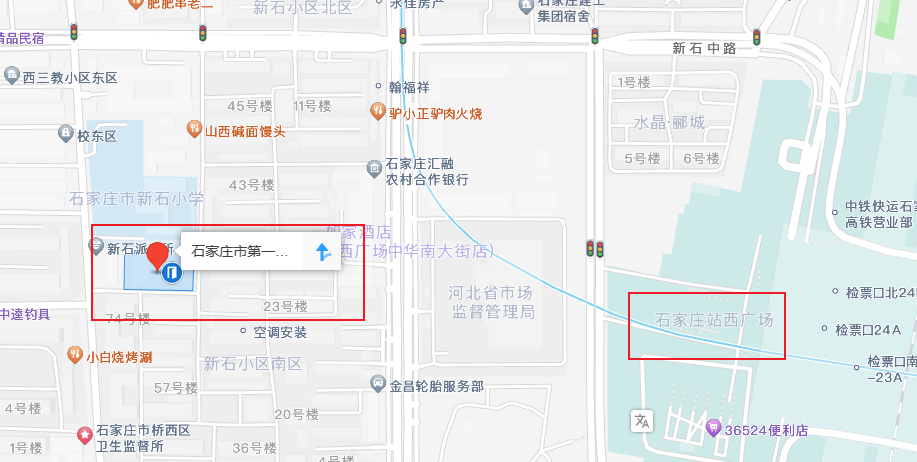 肥肥串老二
新石小区北区
永佳房产
石家庄建工
集团宿舍
精品民宿
新石中路
西三教小区东区
翰福祥
1号楼
45号楼
11号楼
驴小正驴肉火烧
水晶·郦城
校东区
山西碱面馒头
石家庄汇融
农村合作银行
5号楼
6号楼
43号楼
石家庄市新石小学
中铁快运石家
高铁营业部
如家酒店
新石派出所
石家庄市第一...
西广场中华南大街店)
河北省市场
监督管理局
检票口北24
23号楼
中逵钓具
74号楼
石家庄站西广场
检票口24A
空调安装
小白烧烤涮
新石小区南区
检票口南
-23A
57号楼
金昌轮胎服务部
4号楼
20号楼
石家庄市桥西区
卫生监督所
36524便利店
1号楼
36号楼
4号楼